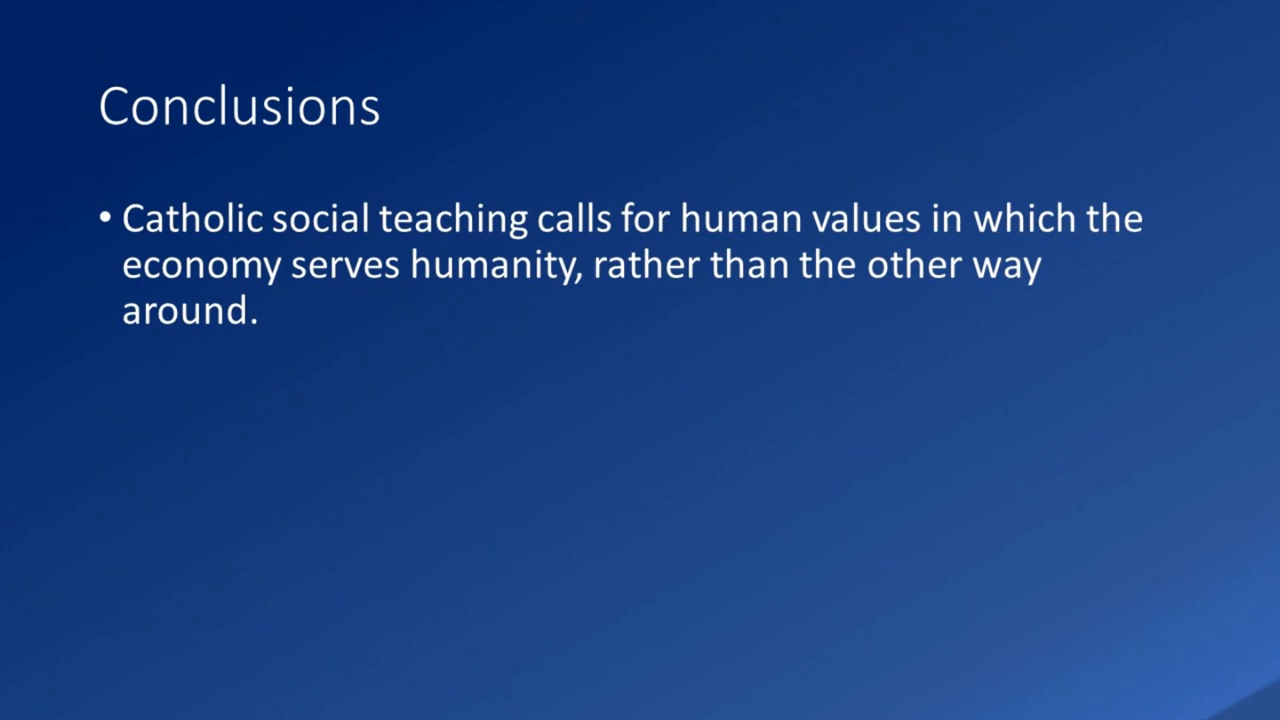 Conclusions
• Catholic social teaching calls for human values in which the
economy serves humanity, rather than the other way
around.